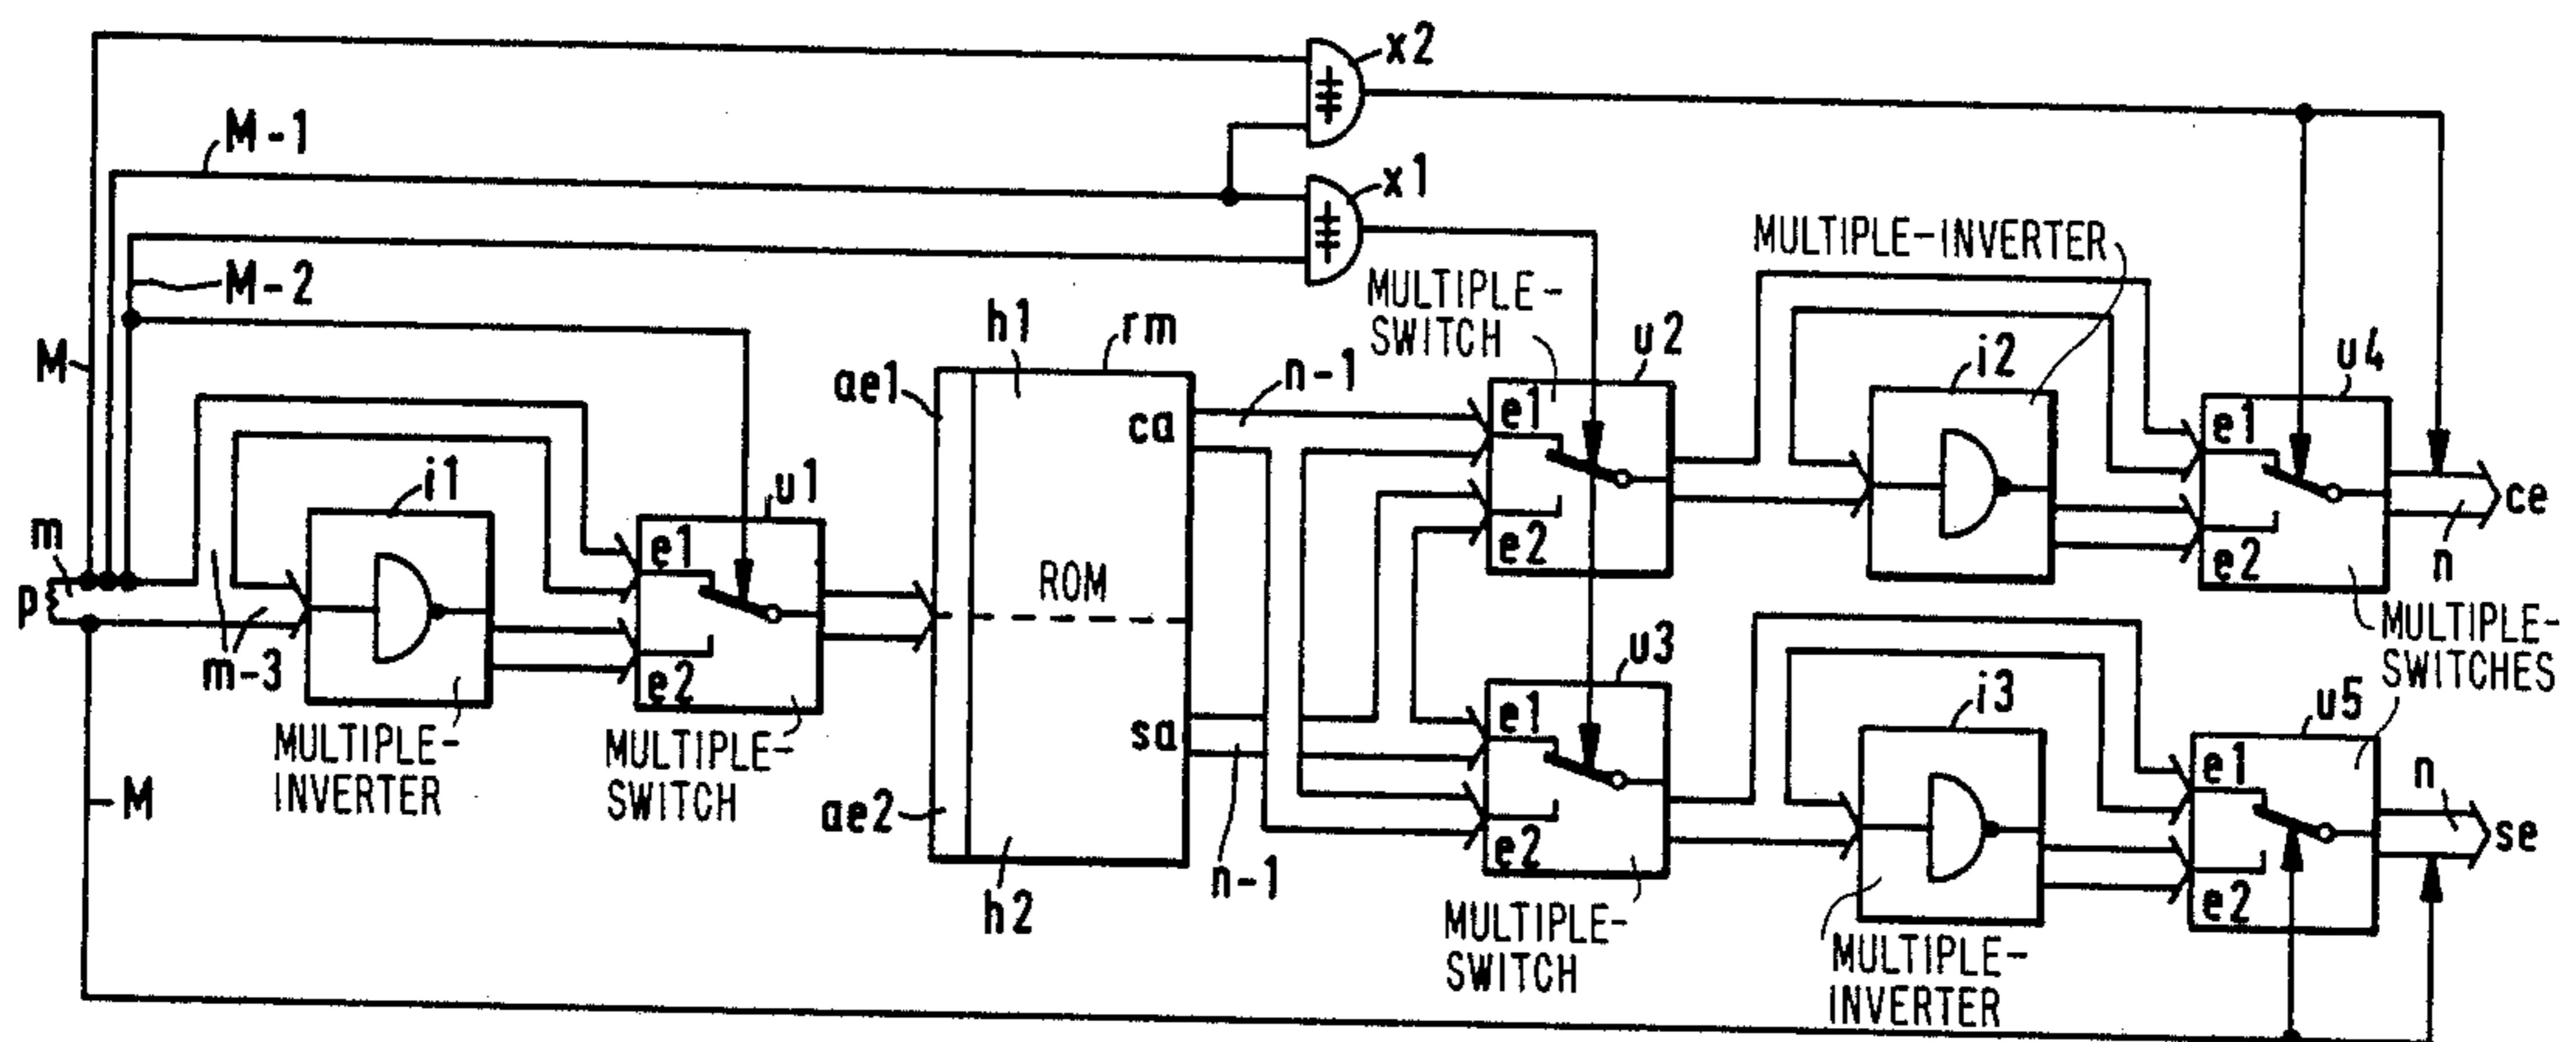 x2
M-1
x1
MULTIPLE-INVERTER
M-2
MULTIPLE-
SWITCH
h1
rm
u2
n-1
M
ae1
i2
u4
e1
ca
e1
i1
u1
m
e1
ce
p
ROM
e2
e2
n
m-3
e2
u3
MULTIPLE-
SWITCHES
MULTIPLE-
INVERTER
MULTIPLE-
SWITCH
sa
e1
i3
u5
e1
n
M
ae2
se
n-1
e2
h2
e2
MULTIPLE-
SWITCH
MULTIPLE-
INVERTER